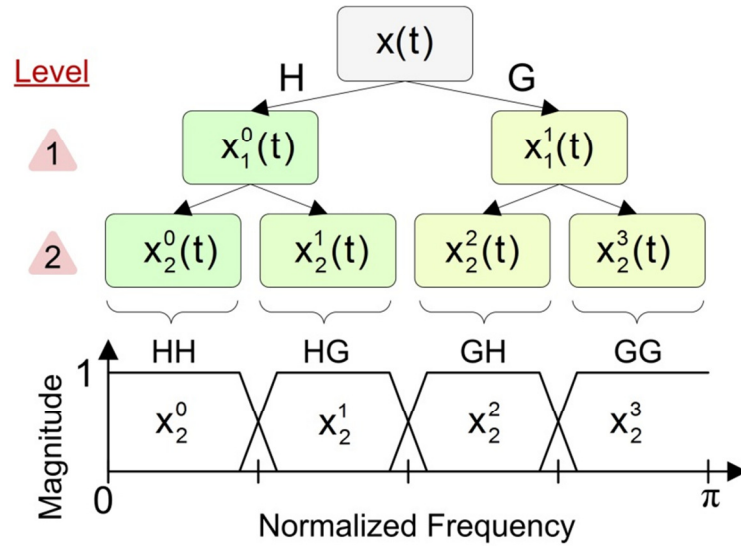 x(t)
Level
H G
1 x₁⁰(t) x₁¹(t)
2 x₂⁰(t) x₂¹(t) x₂²(t) x₂³(t)
HH HG GH GG
1
Magnitude
x₂⁰ x₂¹ x₂² x₂³
0 π
Normalized Frequency